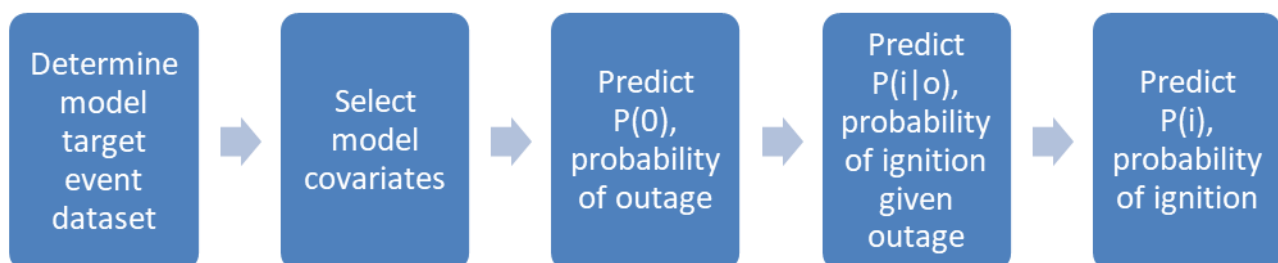 Determine
model
target
event
dataset
Select
model
covariates
Predict
P(0),
probability
of outage
Predict
P(i|o),
probability
of ignition
given
outage
Predict
P(i),
probability
of ignition